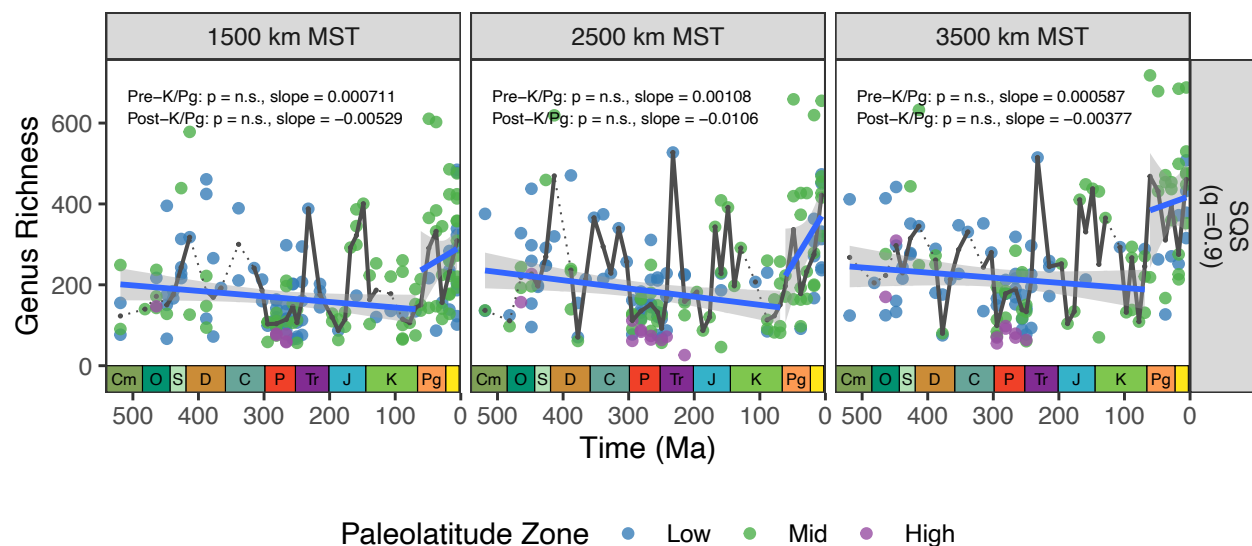 1500 km MST
2500 km MST
3500 km MST
Pre−K/Pg: p = n.s., slope = 0.000711
Post−K/Pg: p = n.s., slope = −0.00529
Pre−K/Pg: p = n.s., slope = 0.00108
Post−K/Pg: p = n.s., slope = −0.0106
Pre−K/Pg: p = n.s., slope = 0.000587
Post−K/Pg: p = n.s., slope = −0.00377
SQS
(q =0.9)
Genus Richness
600
400
200
0
Cm O S D C P Tr J K Pg
Cm O S D C P Tr J K Pg
Cm O S D C P Tr J K Pg
500 400 300 200 100 0
500 400 300 200 100 0
500 400 300 200 100 0
Time (Ma)
Paleolatitude Zone Low Mid High